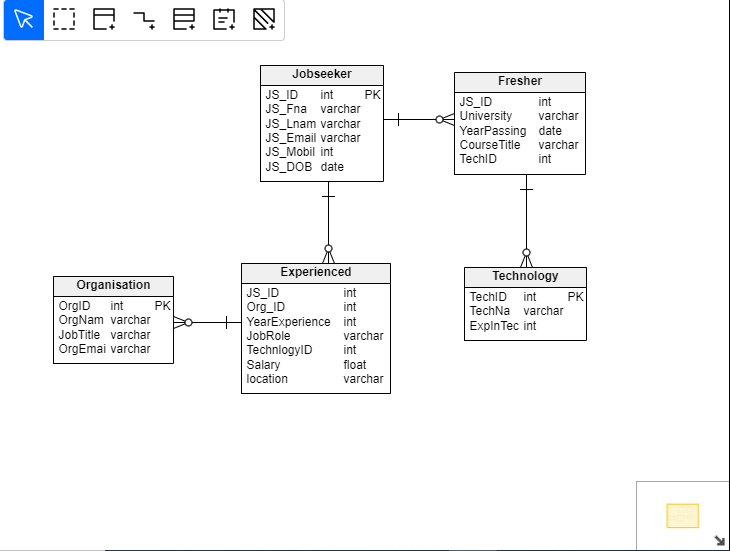 Jobseeker
JS_ID int PK
JS_Fna varchar
JS_Lnam varchar
JS_Email varchar
JS_Mobil int
JS_DOB date
Fresher
JS_ID int
University varchar
YearPassing date
CourseTitle varchar
TechID int
Organisation
OrgID int PK
OrgNam varchar
JobTitle varchar
OrgEmai varchar
Experienced
JS_ID int
Org_ID int
YearExperience int
JobRole varchar
TechnlogyID int
Salary float
location varchar
Technology
TechID int PK
TechNa varchar
ExpInTec int